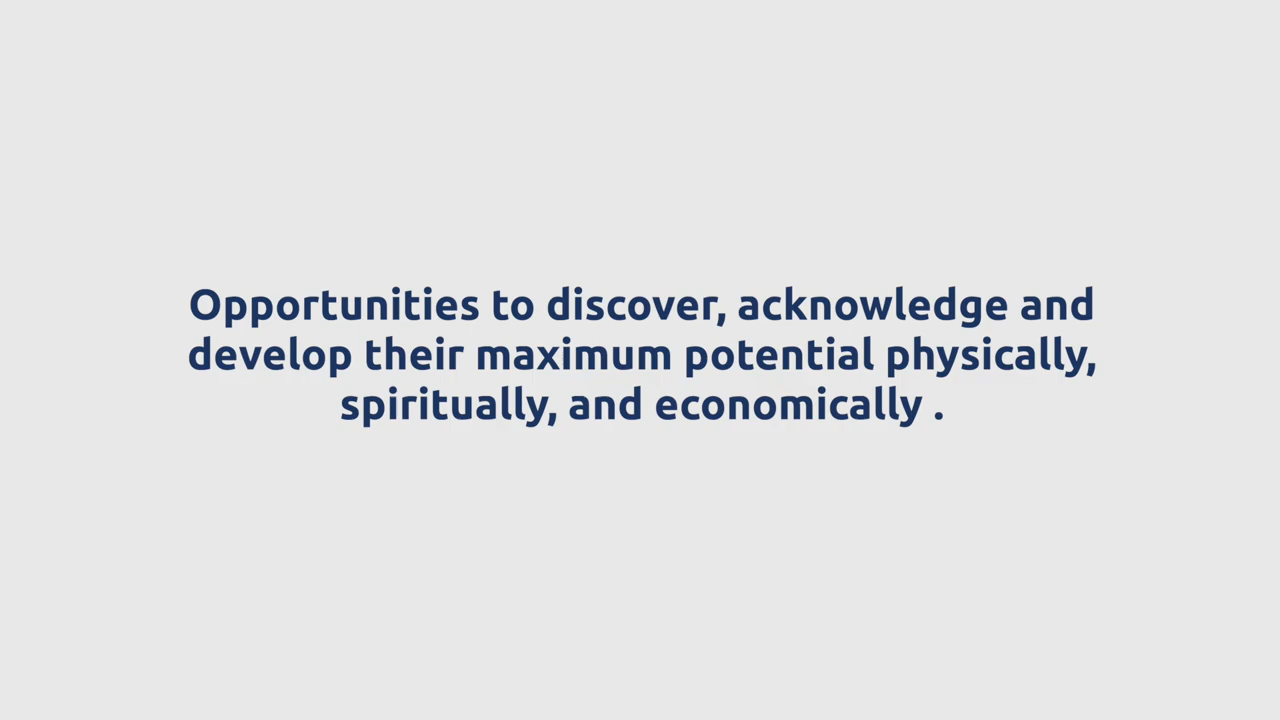 Opportunities to discover, acknowledge and
develop their maximum potential physically,
spiritually, and economically .